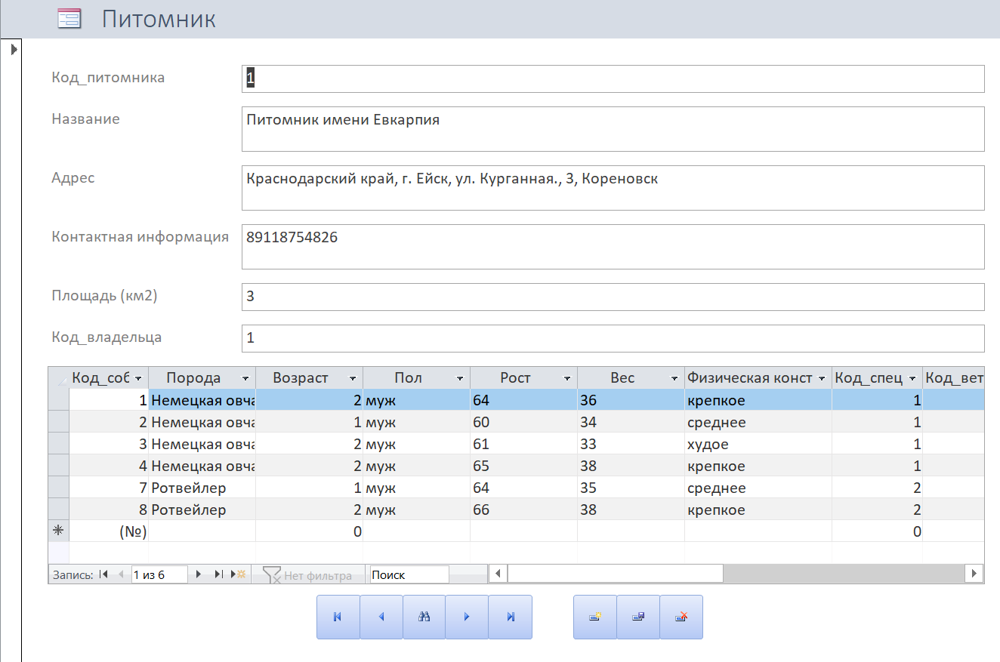 Питомник
Код_питомника 1
Название Питомник имени Евкарпия
Адрес Краснодарский край, г. Ейск, ул. Курганная., 3, Кореновск
Контактная информация 89118754826
Площадь (км2) 3
Код_владельца 1
Код_соб Порода Возраст Пол Рост Вес Физическая конст Код_спец Код_вет
1 Немецкая овча 2 муж 64 36 крепкое 1
2 Немецкая овча 1 муж 60 34 среднее 1
3 Немецкая овча 2 муж 61 33 худое 1
4 Немецкая овча 2 муж 65 38 крепкое 1
7 Ротвейлер 1 муж 64 35 среднее 2
8 Ротвейлер 2 муж 66 38 крепкое 2
(№) 0 0
Запись: 1 из 6 Нет фильтра Поиск